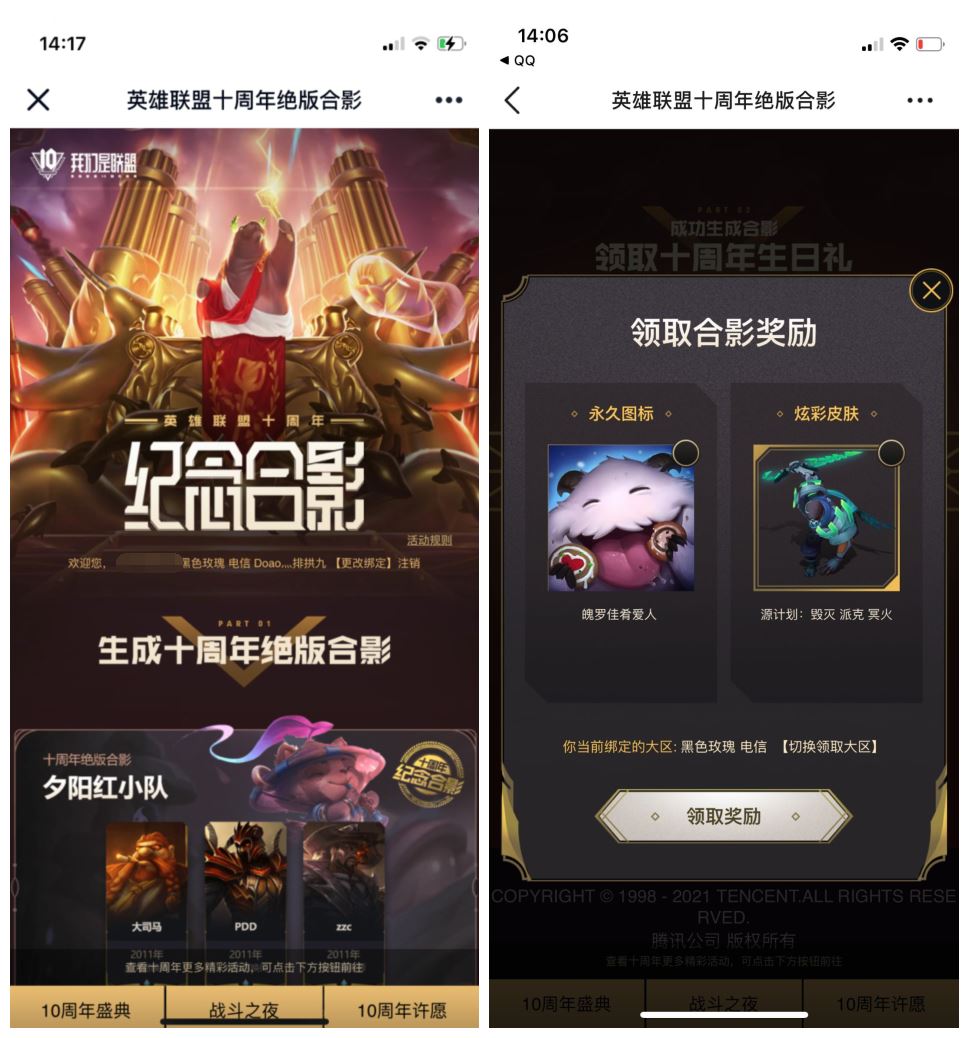 14:17
英雄联盟十周年绝版合影
10 我们是联盟
英雄联盟十周年
纪念合影
活动规则
欢迎您,
黑色玫瑰 电信 Doao,...排拱九 【更改绑定】注销
PART 01
生成十周年绝版合影
十周年绝版合影
夕阳红小队
十周年
纪念合影
大司马
PDD
zzc
2011年
2011年
2011年
查看十周年更多精彩活动，可点击下方按钮前往
10周年盛典
战斗之夜
10周年许愿
14:06
QQ
英雄联盟十周年绝版合影
PART 02
成功生成合影
领取十周年生日礼
领取合影奖励
永久图标
炫彩皮肤
魄罗佳肴爱人
源计划：毁灭 派克 冥火
你当前绑定的大区: 黑色玫瑰 电信 【切换领取大区】
领取奖励
COPYRIGHT © 1998 - 2021 TENCENT.ALL RIGHTS RESE
RVED.
腾讯公司 版权所有
查看十周年更多精彩活动，可点击下方按钮前往
10周年盛典
战斗之夜
10周年许愿